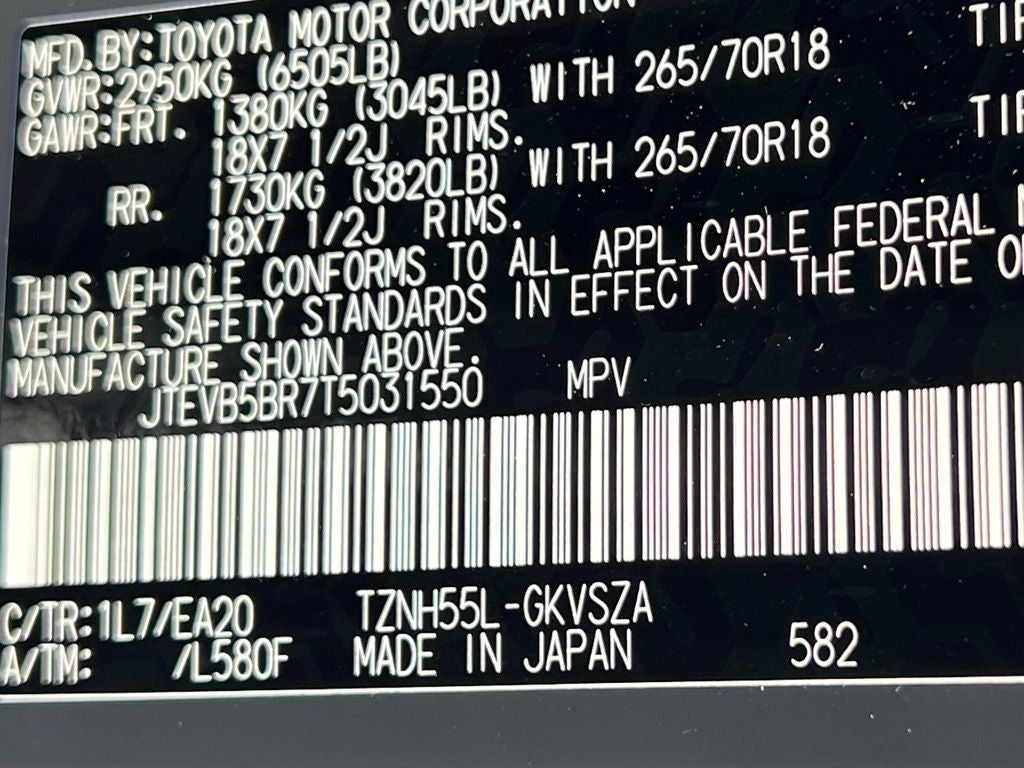 MFD.BY:TOYOTA MOTOR CORPORATION
GVWR:2950KG (6505LB)
GAWR:FRT. 1380KG (3045LB) WITH 265/70R18 TIR
18X7 1/2J RIMS.
RR. 1730KG (3820LB) WITH 265/70R18 TIR
18X7 1/2J RIMS.
THIS VEHICLE CONFORMS TO ALL APPLICABLE FEDERAL
VEHICLE SAFETY STANDARDS IN EFFECT ON THE DATE O
MANUFACTURE SHOWN ABOVE.
JTEVB5BR7T5031550 MPV
C/TR:1L7/EA20 TZNH55L-GKVSZA
A/TM: /L580F MADE IN JAPAN 582